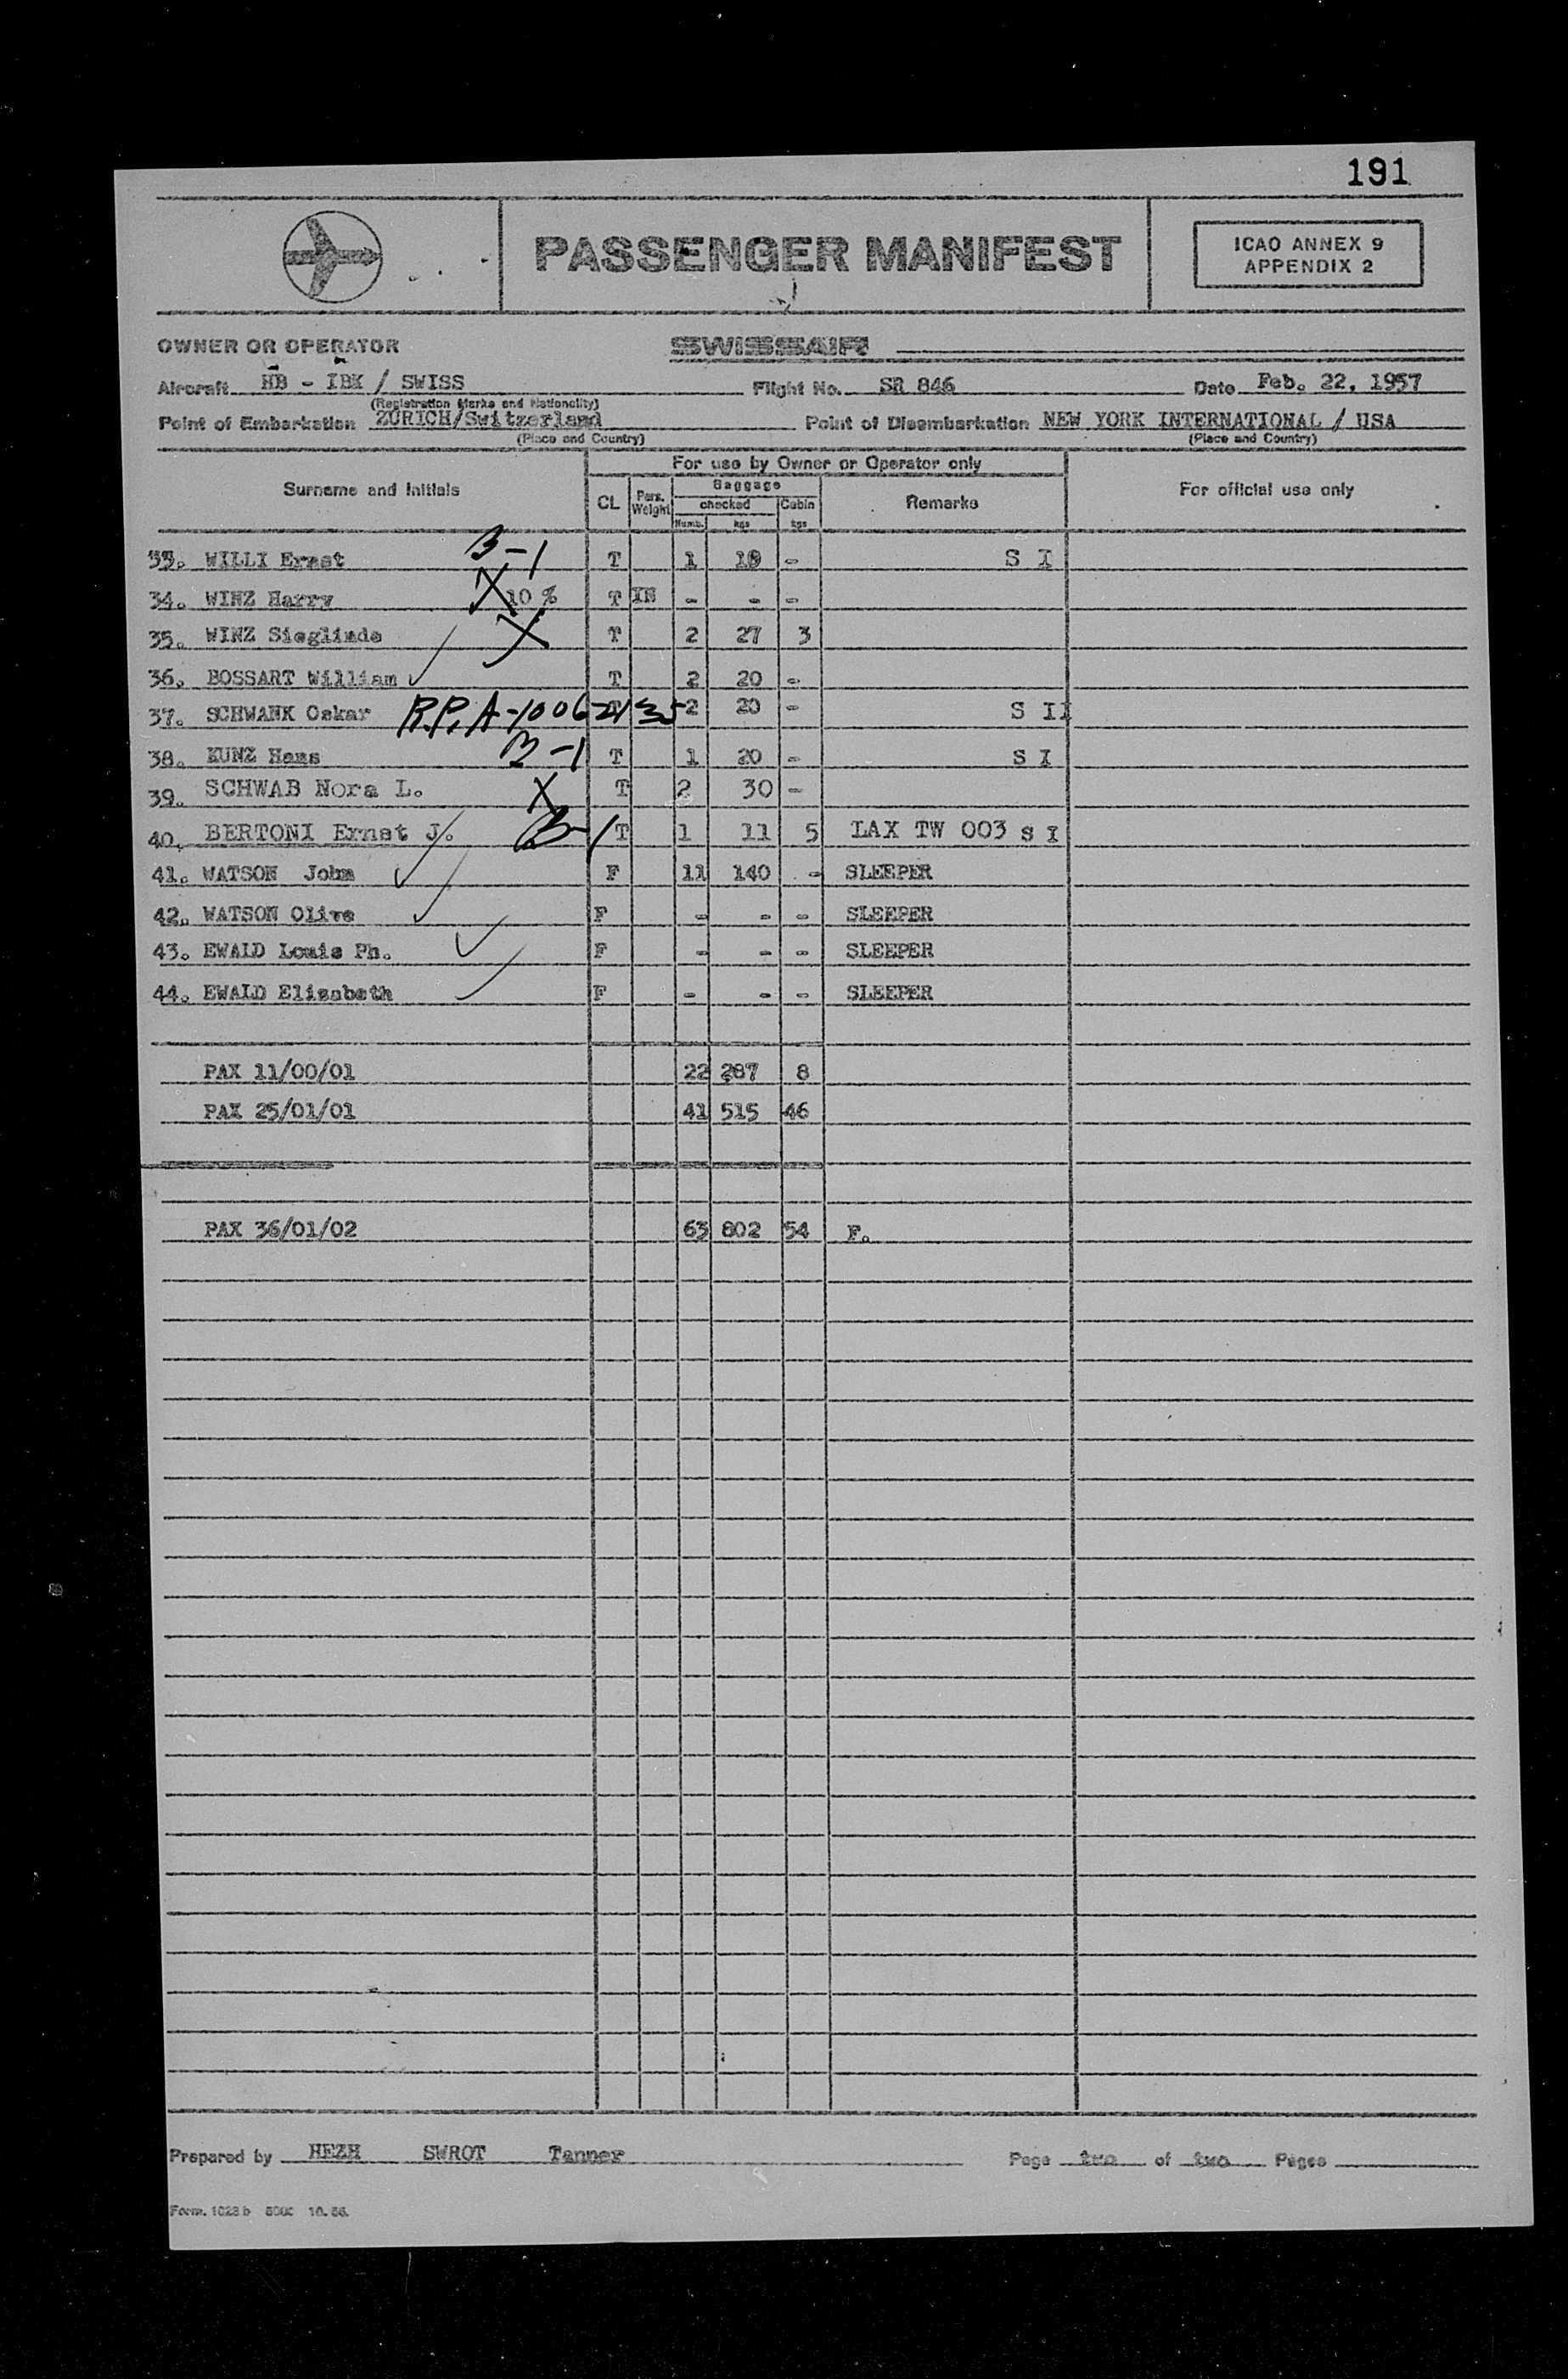 191
PASSENGER MANIFEST
ICAO ANNEX 9
APPENDIX 2
OWNER OR OPERATOR SWISSAIR
Aircraft HB - IBK / SWISS Flight No. SR 846 Date Feb. 22, 1957
(Registration Marks and Nationality)
Point of Embarkation ZURICH/Switzerland Point of Disembarkation NEW YORK INTERNATIONAL / USA
(Place and Country) (Place and Country)
For use by Owner or Operator only
Surname and Initials CL Pers. Weight Baggage Remarks For official use only
checked Cabin
Numb. kgs kgs
33. WILLI Ernst B-1 T 1 19 - S I
34. WINZ Harry X 10 % T IN - - -
35. WINZ Sieglinde X T 2 27 3
36. BOSSART William T 2 20 -
37. SCHWANK Oskar R.P. A-10062435 2 20 - S II
38. KUNZ Hans B-1 T 1 20 - S I
39. SCHWAB Nora L. X T 2 30 -
40. BERTONI Ernst J. B-1 T 1 11 5 LAX TW 003 S I
41. WATSON John F 11 140 - SLEEPER
42. WATSON Olive F - - - SLEEPER
43. EWALD Louis Ph. F - - - SLEEPER
44. EWALD Elisabeth F - - - SLEEPER
PAX 11/00/01 22 287 8
PAX 25/01/01 41 515 46
PAX 36/01/02 63 802 54 F.
Prepared by HEZH SWROT Tanner Page two of two Pages
Form. 1028 b 10. 56.